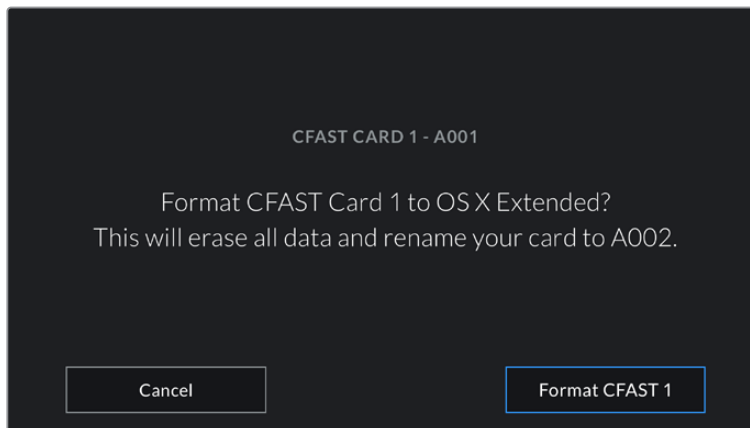 CFAST CARD 1 - A001
Format CFAST Card 1 to OS X Extended?
This will erase all data and rename your card to A002.
Cancel
Format CFAST 1